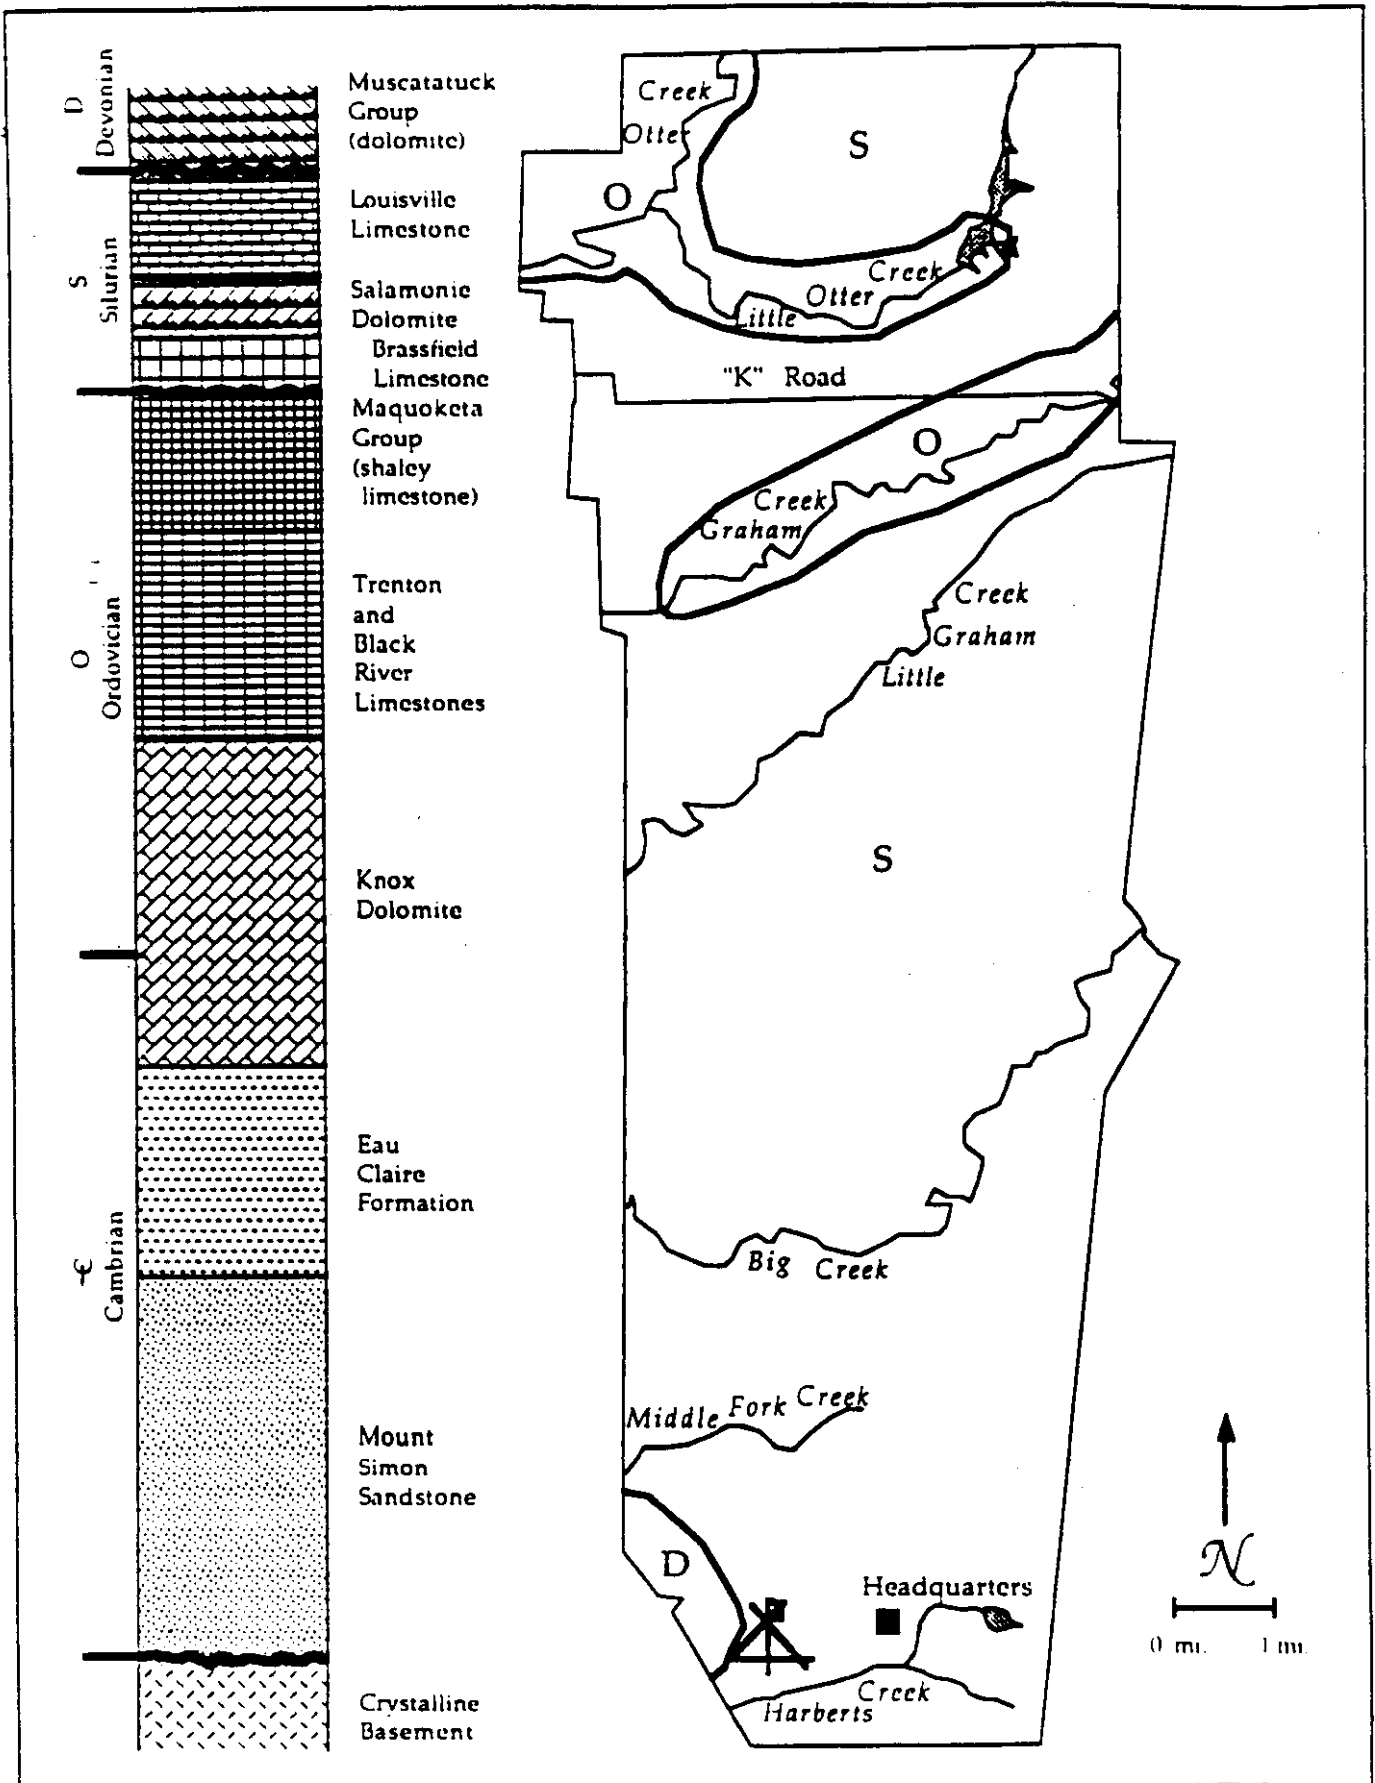 D
Devonian
Muscatatuck
Group
(dolomite)
S
Silurian
Louisville
Limestone
Salamonie
Dolomite
Brassfield
Limestone
O
Ordovician
Maquoketa
Group
(shaley
limestone)
Trenton
and
Black
River
Limestones
Knox
Dolomite
Є
Cambrian
Eau
Claire
Formation
Mount
Simon
Sandstone
Crystalline
Basement
Creek
Otter
S
O
Creek
Otter
Little
"K" Road
O
Creek
Graham
Creek
Graham
Little
S
Big Creek
Middle Fork Creek
D
Headquarters
Creek
Harberts
N
0 mi. 1 mi.